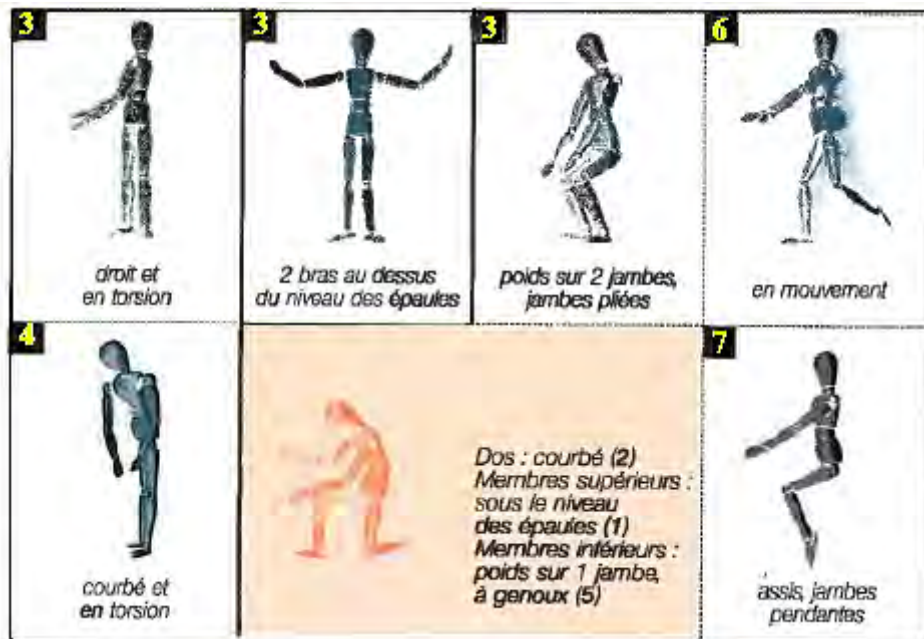 3
droit et
en torsion
3
2 bras au dessus
du niveau des épaules
3
poids sur 2 jambes,
jambes pliées
6
en mouvement
4
courbé et
en torsion
Dos : courbé (2)
Membres supérieurs :
sous le niveau
des épaules (1)
Membres inférieurs :
poids sur 1 jambe,
à genoux (5)
7
assis, jambes
pendantes